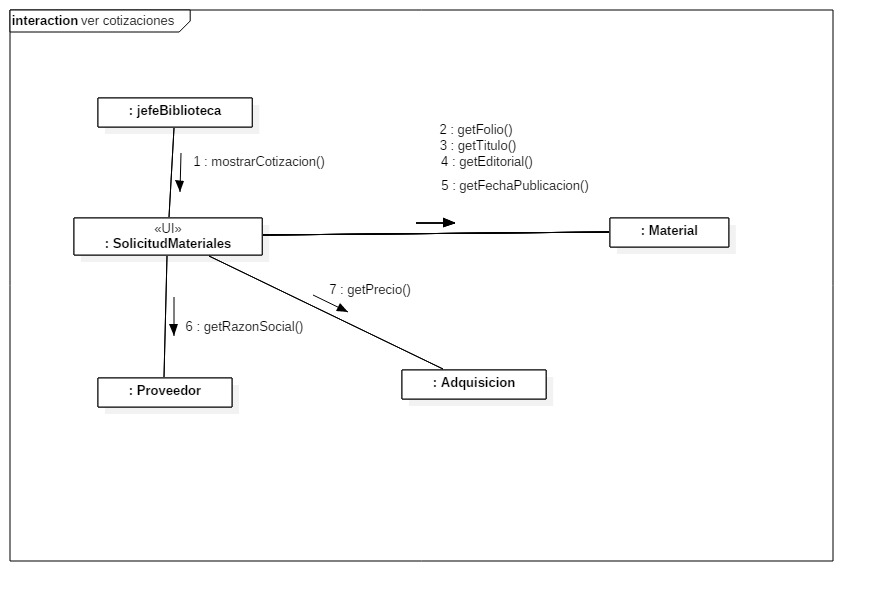 interaction ver cotizaciones
: jefeBiblioteca
2 : getFolio()
3 : getTitulo()
4 : getEditorial()
5 : getFechaPublicacion()
1 : mostrarCotizacion()
«UI»
: SolicitudMateriales
: Material
7 : getPrecio()
6 : getRazonSocial()
: Proveedor
: Adquisicion